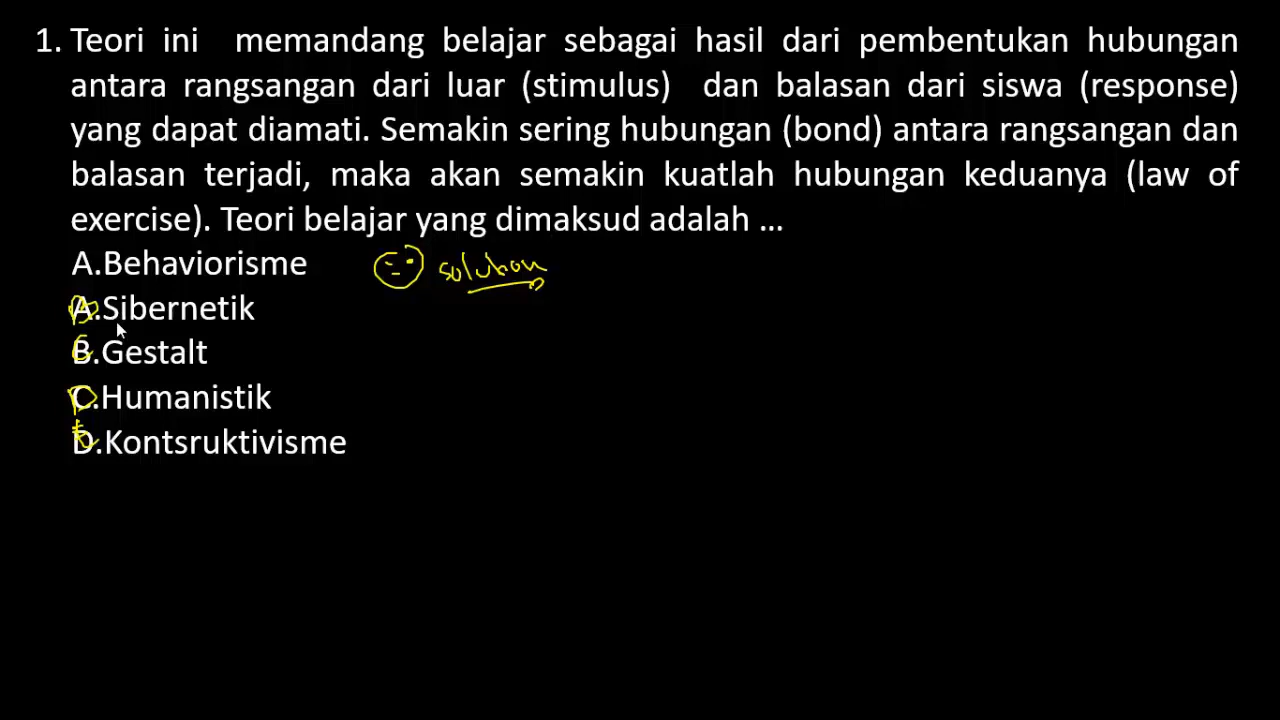 1. Teori ini memandang belajar sebagai hasil dari pembentukan hubungan
antara rangsangan dari luar (stimulus) dan balasan dari siswa (response)
yang dapat diamati. Semakin sering hubungan (bond) antara rangsangan dan
balasan terjadi, maka akan semakin kuatlah hubungan keduanya (law of
exercise). Teori belajar yang dimaksud adalah ...
A.Behaviorisme solution
A.Sibernetik
B.Gestalt
C.Humanistik
D.Kontsruktivisme